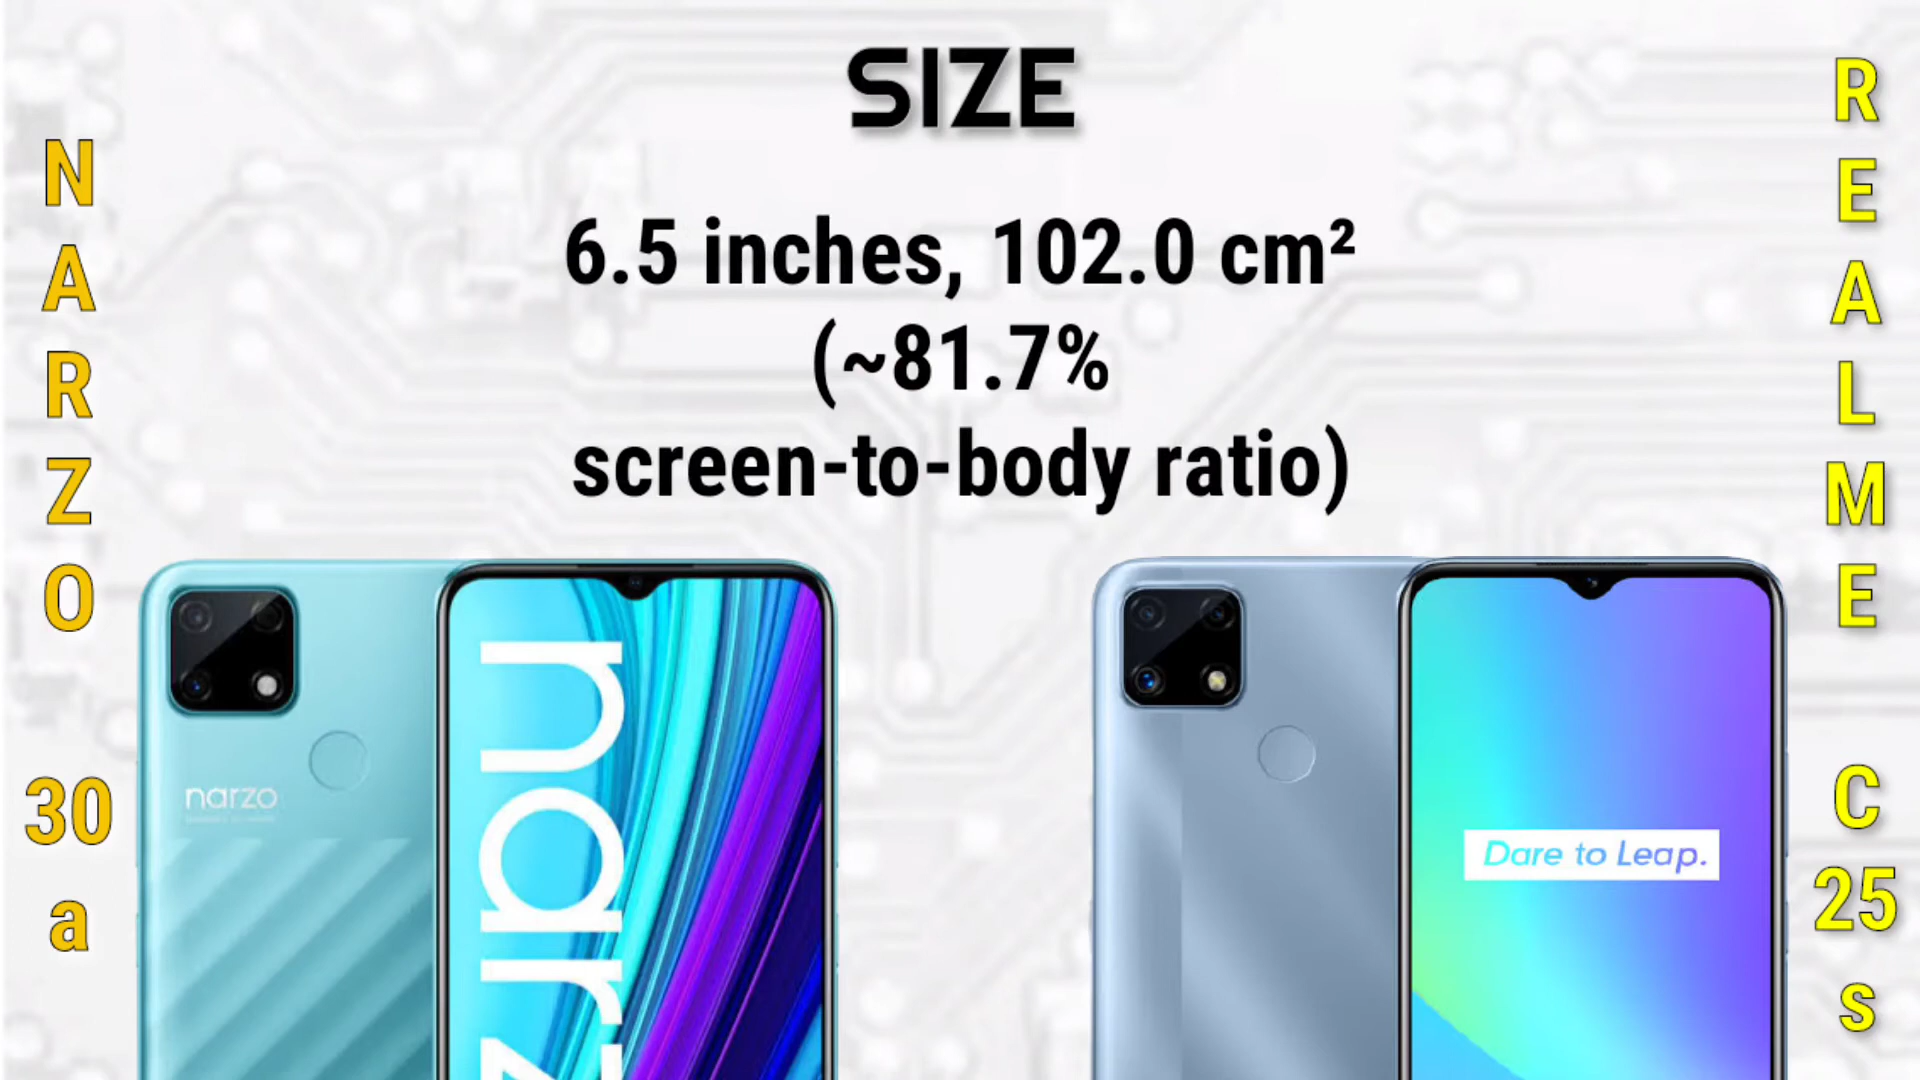 SIZE
6.5 inches, 102.0 cm²
(~81.7%
screen-to-body ratio)
NARZO
30
a
REALME
C
25
s
narzo
narz
Dare to Leap.